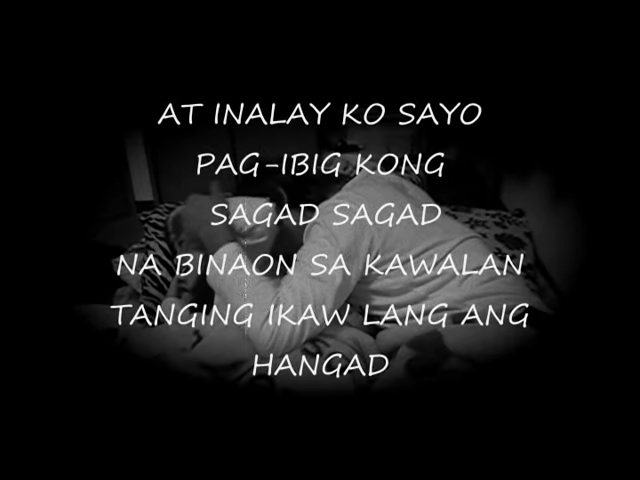 AT INALAY KO SAYO
PAG-IBIG KONG
SAGAD SAGAD
NA BINAON SA KAWALAN
TANGING IKAW LANG ANG
HANGAD